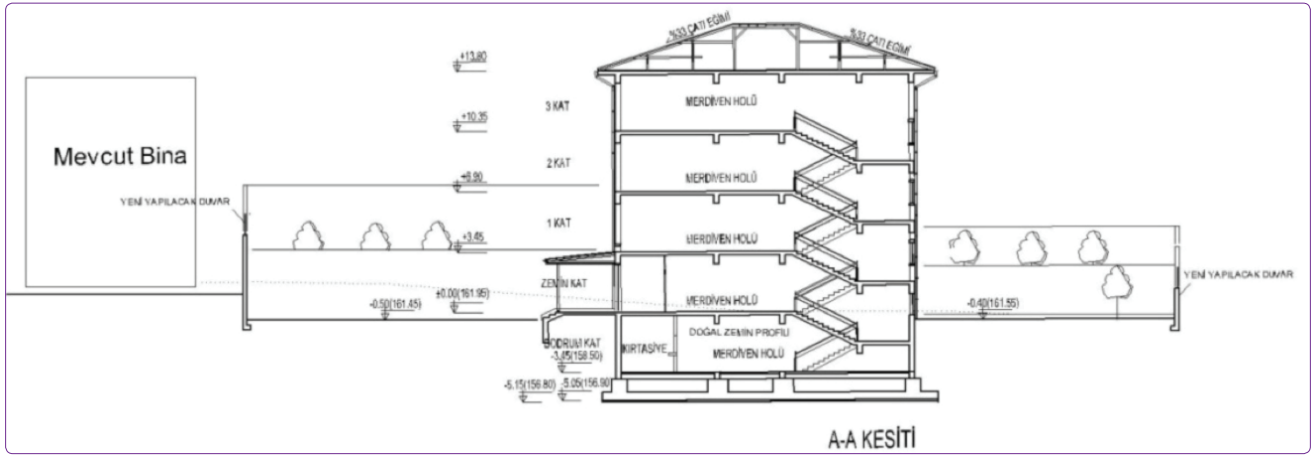 %33 ÇATI EĞİMİ
%33 ÇATI EĞİMİ
+13.80
3 KAT
MERDİVEN HOLÜ
+10.35
Mevcut Bina
2 KAT
MERDİVEN HOLÜ
+6.90
YENİ YAPILACAK DUVAR
1 KAT
MERDİVEN HOLÜ
+3.45
YENİ YAPILACAK DUVAR
ZEMİN KAT
±0.00(161.95)
-0.50(161.45)
MERDİVEN HOLÜ
-0.40(161.55)
DOĞAL ZEMİN PROFİLİ
BODRUM KAT
KIRTASİYE
MERDİVEN HOLÜ
-3.45(158.50)
-5.15(156.80)
-5.05(156.90)
A-A KESİTİ